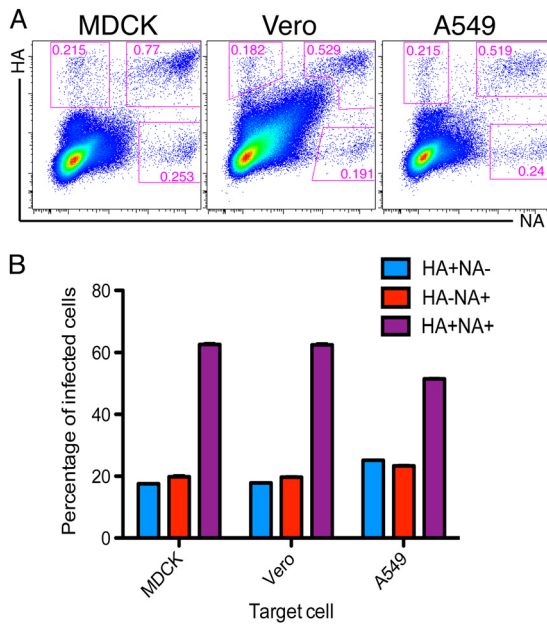 A
MDCK
Vero
A549
HA
0.215
0.77
0.253
0.182
0.529
0.191
0.215
0.519
0.24
NA
B
HA+NA-
HA-NA+
HA+NA+
Percentage of infected cells
80
60
40
20
0
MDCK
Vero
A549
Target cell